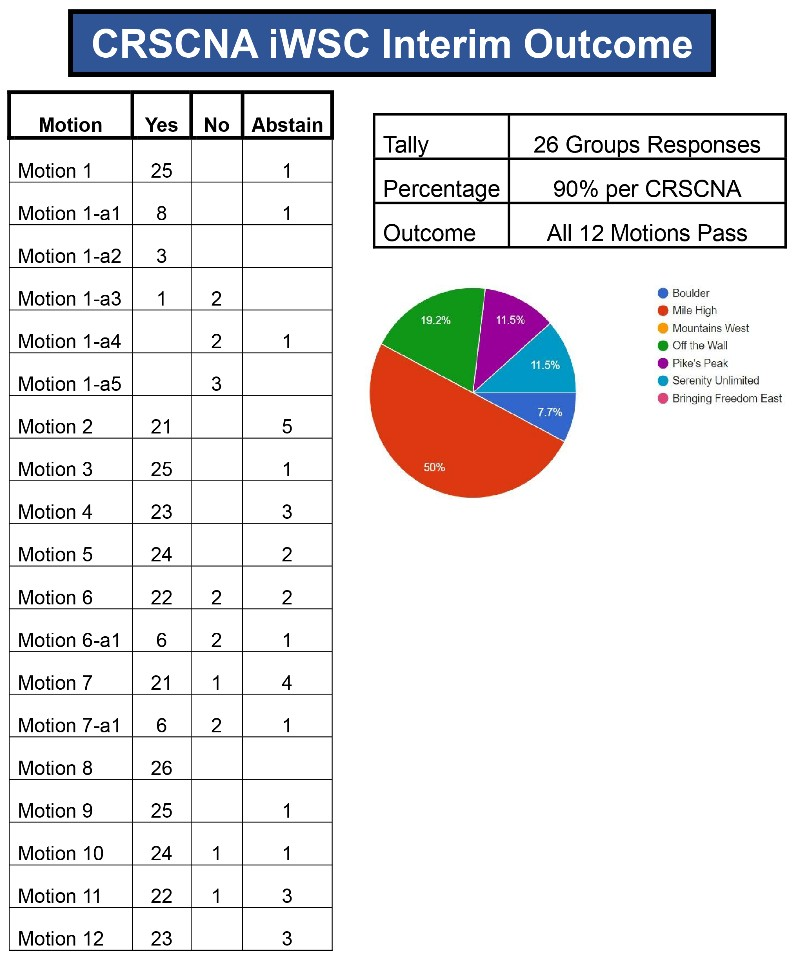 CRSCNA iWSC Interim Outcome
Motion Yes No Abstain
Motion 1 25 1
Motion 1-a1 8 1
Motion 1-a2 3
Motion 1-a3 1 2
Motion 1-a4 2 1
Motion 1-a5 3
Motion 2 21 5
Motion 3 25 1
Motion 4 23 3
Motion 5 24 2
Motion 6 22 2 2
Motion 6-a1 6 2 1
Motion 7 21 1 4
Motion 7-a1 6 2 1
Motion 8 26
Motion 9 25 1
Motion 10 24 1 1
Motion 11 22 1 3
Motion 12 23 3
Tally 26 Groups Responses
Percentage 90% per CRSCNA
Outcome All 12 Motions Pass
19.2%
11.5%
11.5%
7.7%
50%
Boulder
Mile High
Mountains West
Off the Wall
Pike's Peak
Serenity Unlimited
Bringing Freedom East